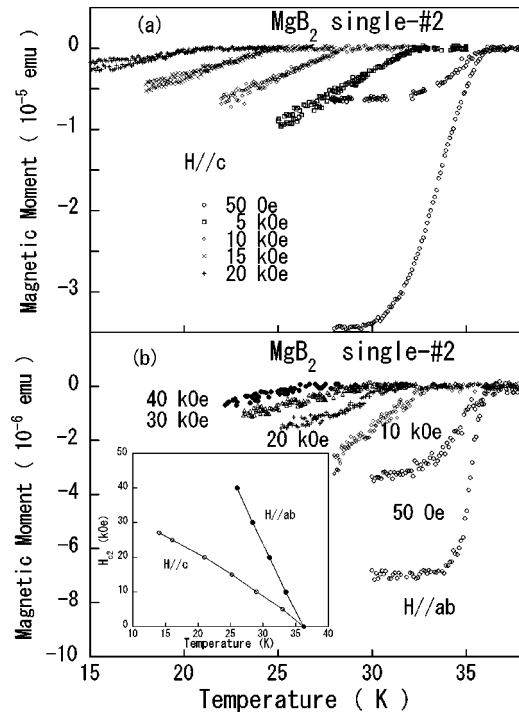 MgB2 single-#2
(a)
0
-1
-2
-3
Magnetic Moment ( 10-5 emu )
H//c
50 Oe
5 kOe
10 kOe
15 kOe
20 kOe
MgB2 single-#2
(b)
0
-2
-4
-6
-8
-10
Magnetic Moment ( 10-6 emu )
40 kOe
30 kOe
20 kOe
10 kOe
50 Oe
H//ab
50
40
30
20
10
0
Hc2 (kOe)
H//ab
H//c
10 15 20 25 30 35 40
Temperature (K)
15 20 25 30 35
Temperature ( K )